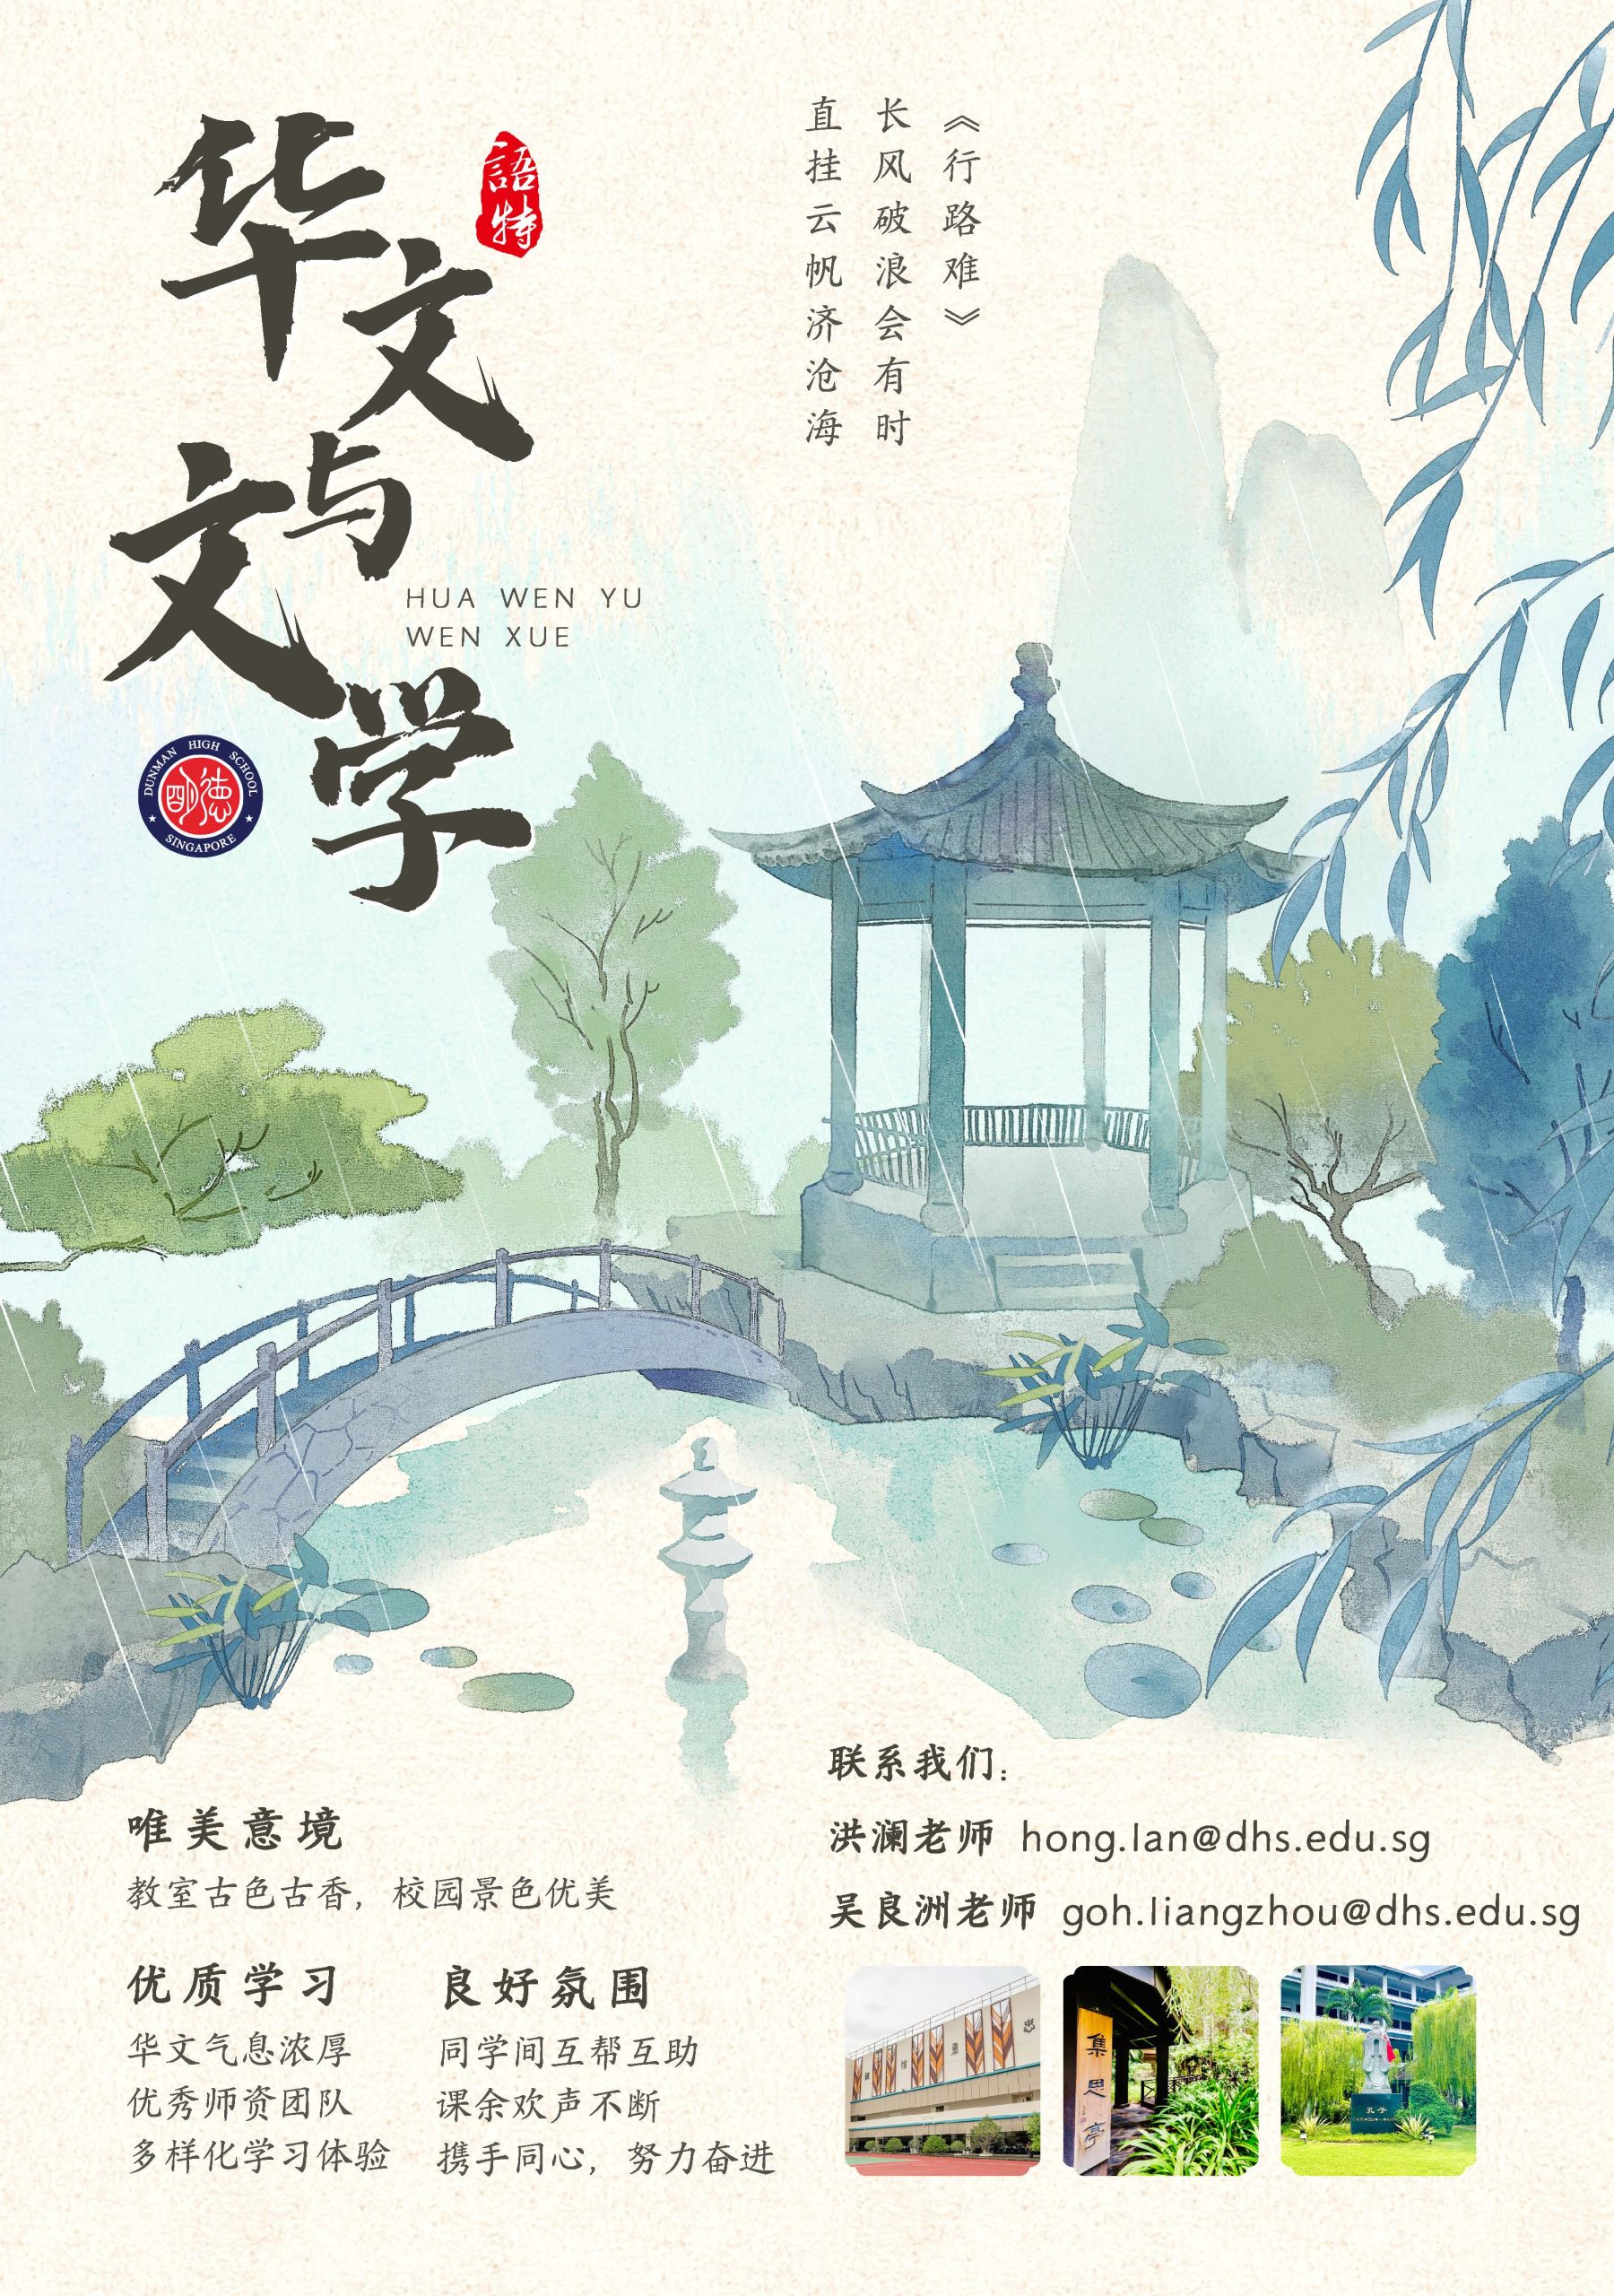 华文与文学
語特
HUA WEN YU
WEN XUE
DUNMAN HIGH SCHOOL
SINGAPORE
《行路难》
长风破浪会有时
直挂云帆济沧海
唯美意境
教室古色古香，校园景色优美
优质学习
华文气息浓厚
优秀师资团队
多样化学习体验
良好氛围
同学间互帮互助
课余欢声不断
携手同心，努力奋进
联系我们：
洪澜老师 hong.lan@dhs.edu.sg
吴良洲老师 goh.liangzhou@dhs.edu.sg
诚信勇忠
集思亭
孔子